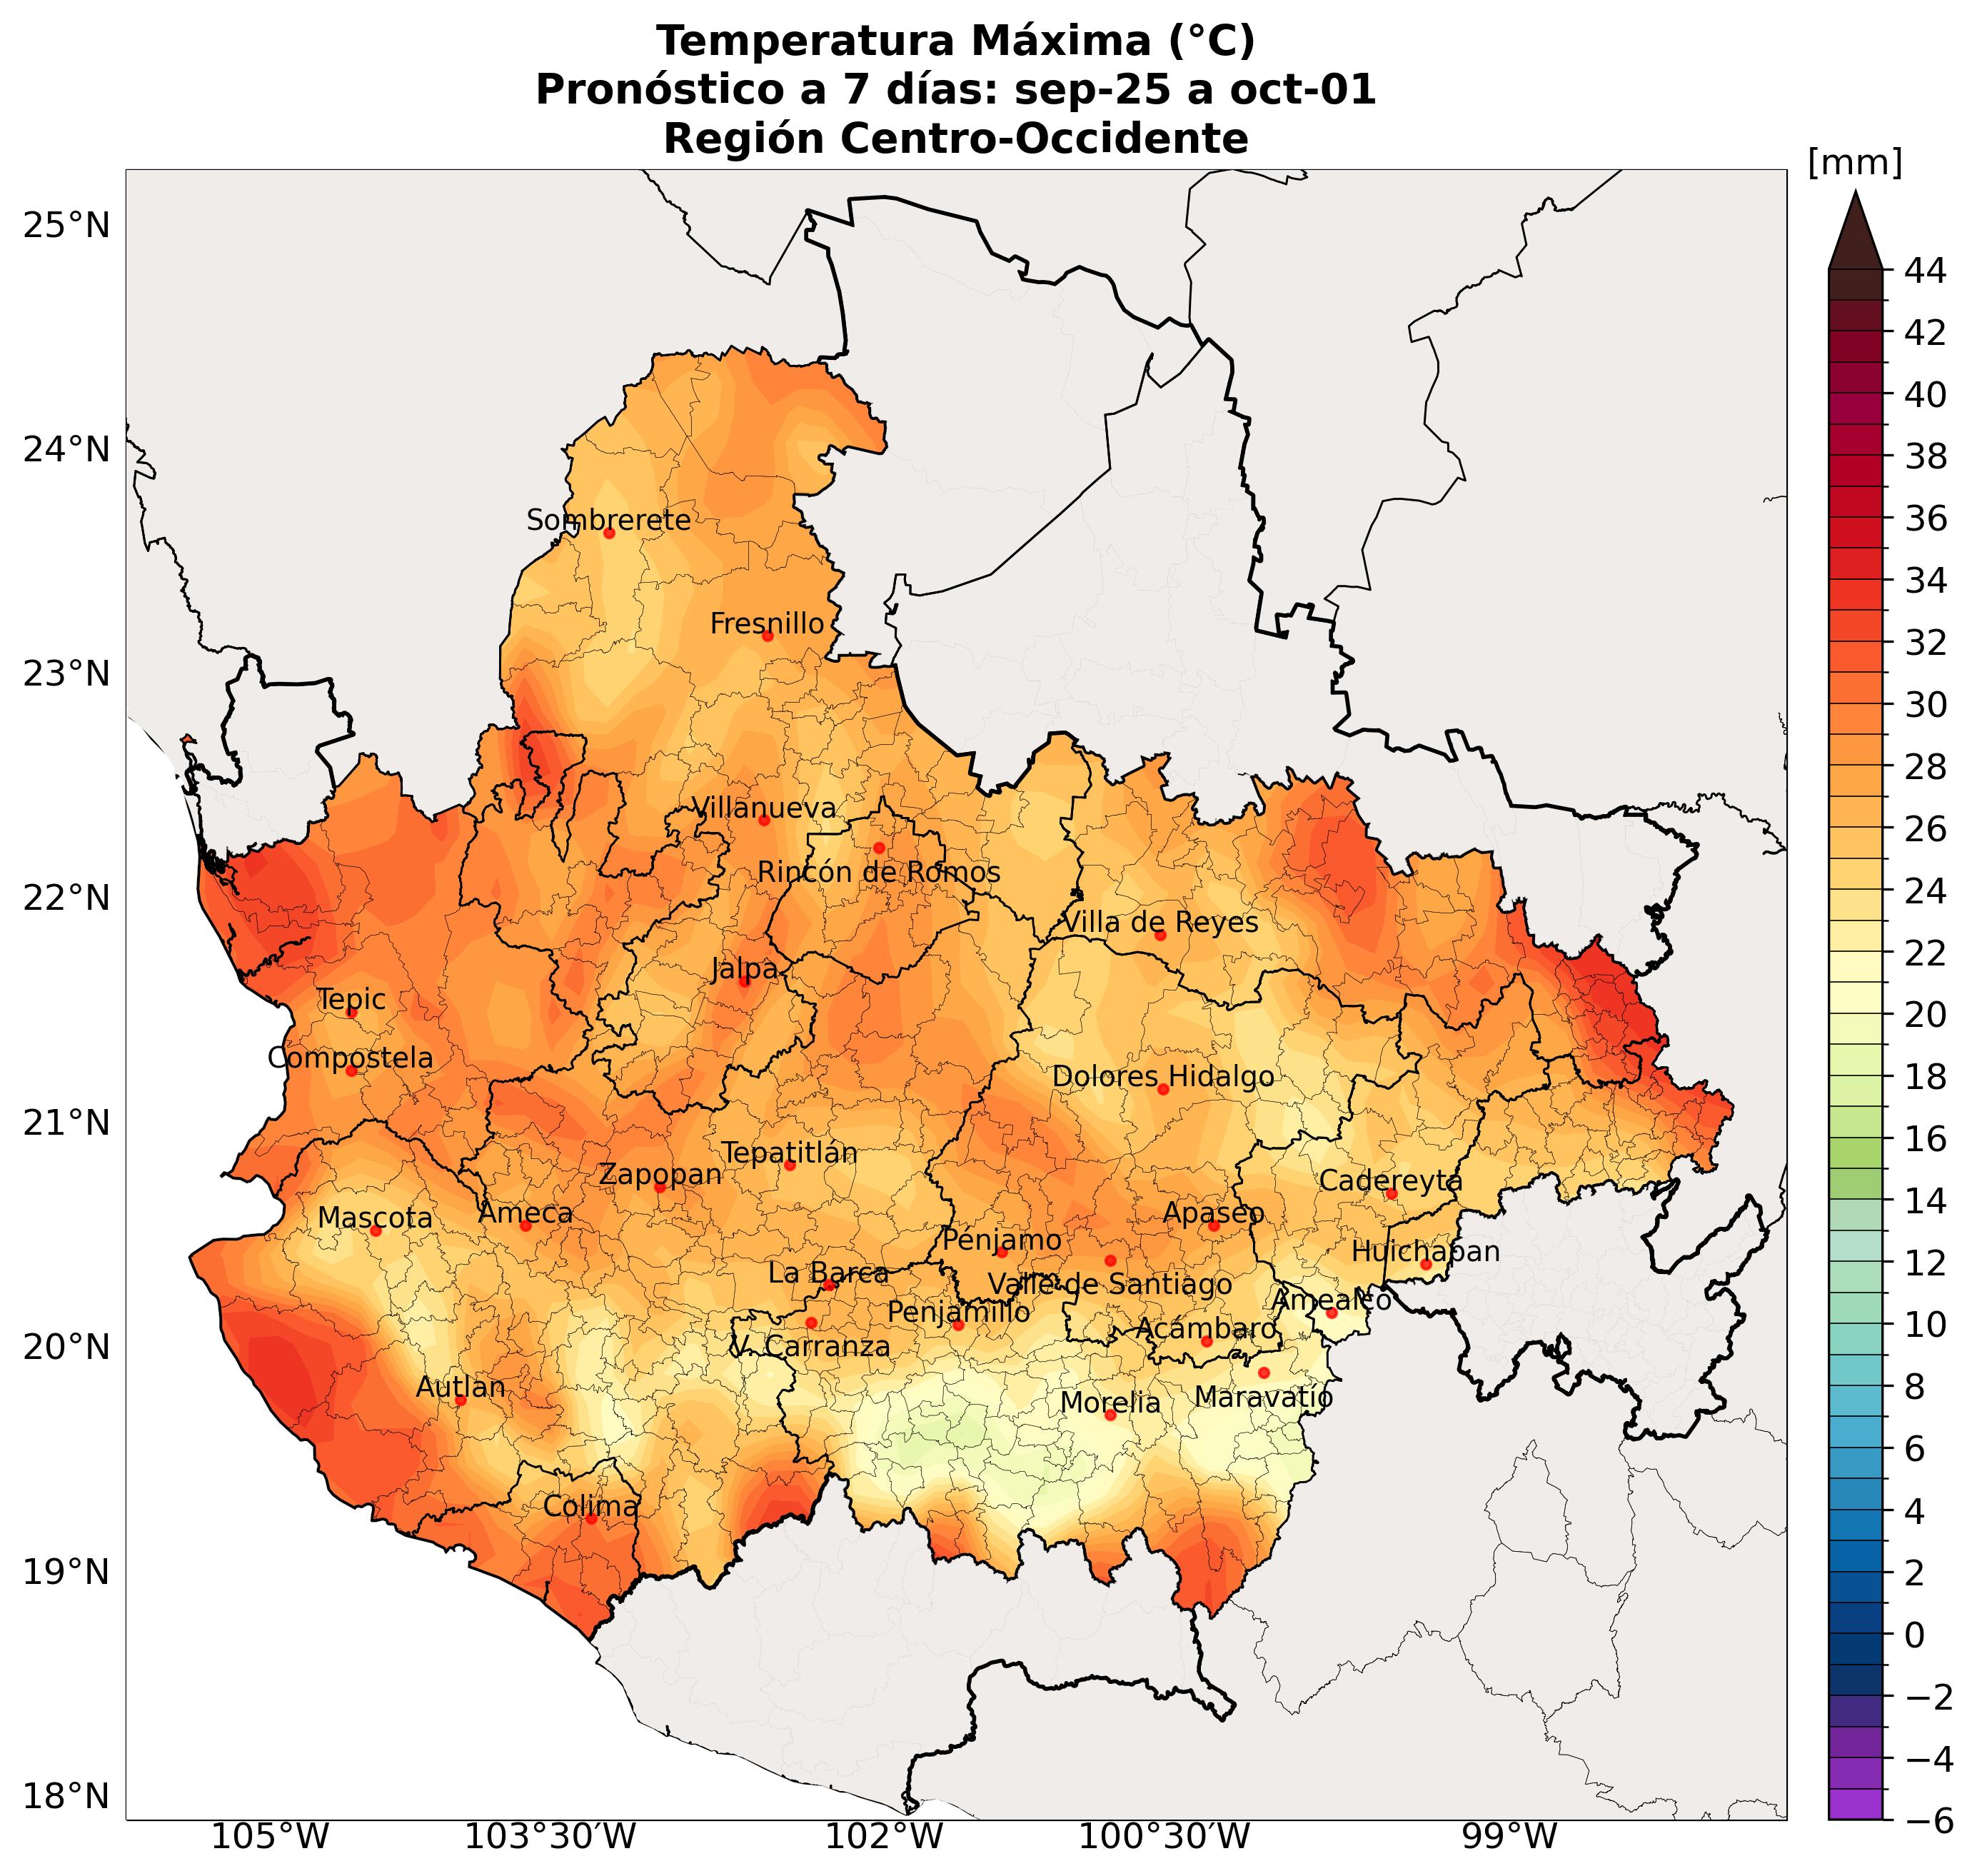 Temperatura Máxima (°C)
Pronóstico a 7 días: sep-25 a oct-01
Región Centro-Occidente
[mm]
25°N
24°N
23°N
22°N
21°N
20°N
19°N
18°N
105°W
103°30′W
102°W
100°30′W
99°W
44
42
40
38
36
34
32
30
28
26
24
22
20
18
16
14
12
10
8
6
4
2
0
−2
−4
−6
Sombrerete
Fresnillo
Villanueva
Rincón de Romos
Villa de Reyes
Jalpa
Tepic
Compostela
Dolores Hidalgo
Tepatitlán
Zapopan
Cadereyta
Mascota
Ameca
Apaseo
Pénjamo
Huichapan
La Barca
Valle de Santiago
Penjamillo
Amealco
V. Carranza
Acámbaro
Autlan
Morelia
Maravatío
Colima